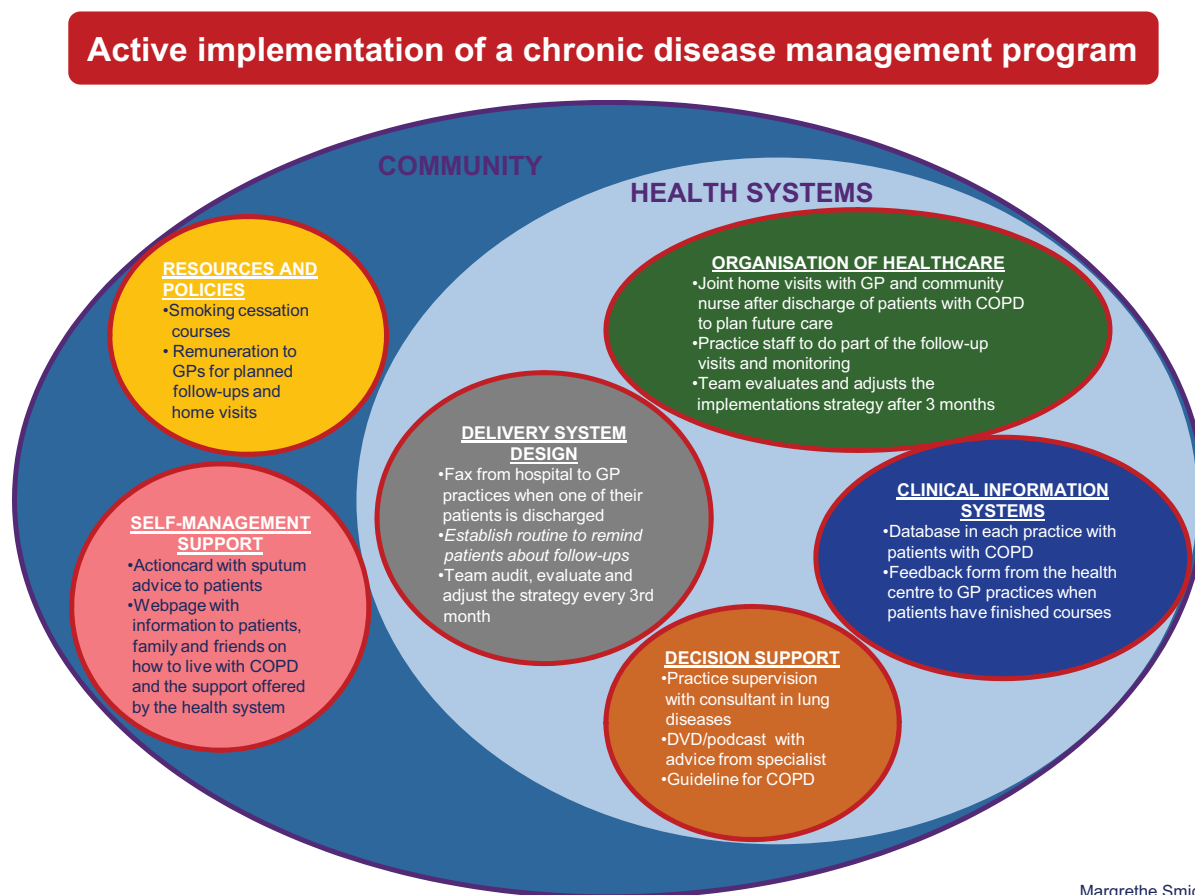 Active implementation of a chronic disease management program
COMMUNITY
HEALTH SYSTEMS
RESOURCES AND
POLICIES
•Smoking cessation
courses
• Remuneration to
GPs for planned
follow-ups and
home visits
ORGANISATION OF HEALTHCARE
•Joint home visits with GP and community
nurse after discharge of patients with COPD
to plan future care
•Practice staff to do part of the follow-up
visits and monitoring
•Team evaluates and adjusts the
implementations strategy after 3 months
DELIVERY SYSTEM
DESIGN
•Fax from hospital to GP
practices when one of their
patients is discharged
•Establish routine to remind
patients about follow-ups
•Team audit, evaluate and
adjust the strategy every 3rd
month
CLINICAL INFORMATION
SYSTEMS
•Database in each practice with
patients with COPD
•Feedback form from the health
centre to GP practices when
patients have finished courses
SELF-MANAGEMENT
SUPPORT
•Actioncard with sputum
advice to patients
•Webpage with
information to patients,
family and friends on
how to live with COPD
and the support offered
by the health system
DECISION SUPPORT
•Practice supervision
with consultant in lung
diseases
•DVD/podcast with
advice from specialist
•Guideline for COPD
Margrethe